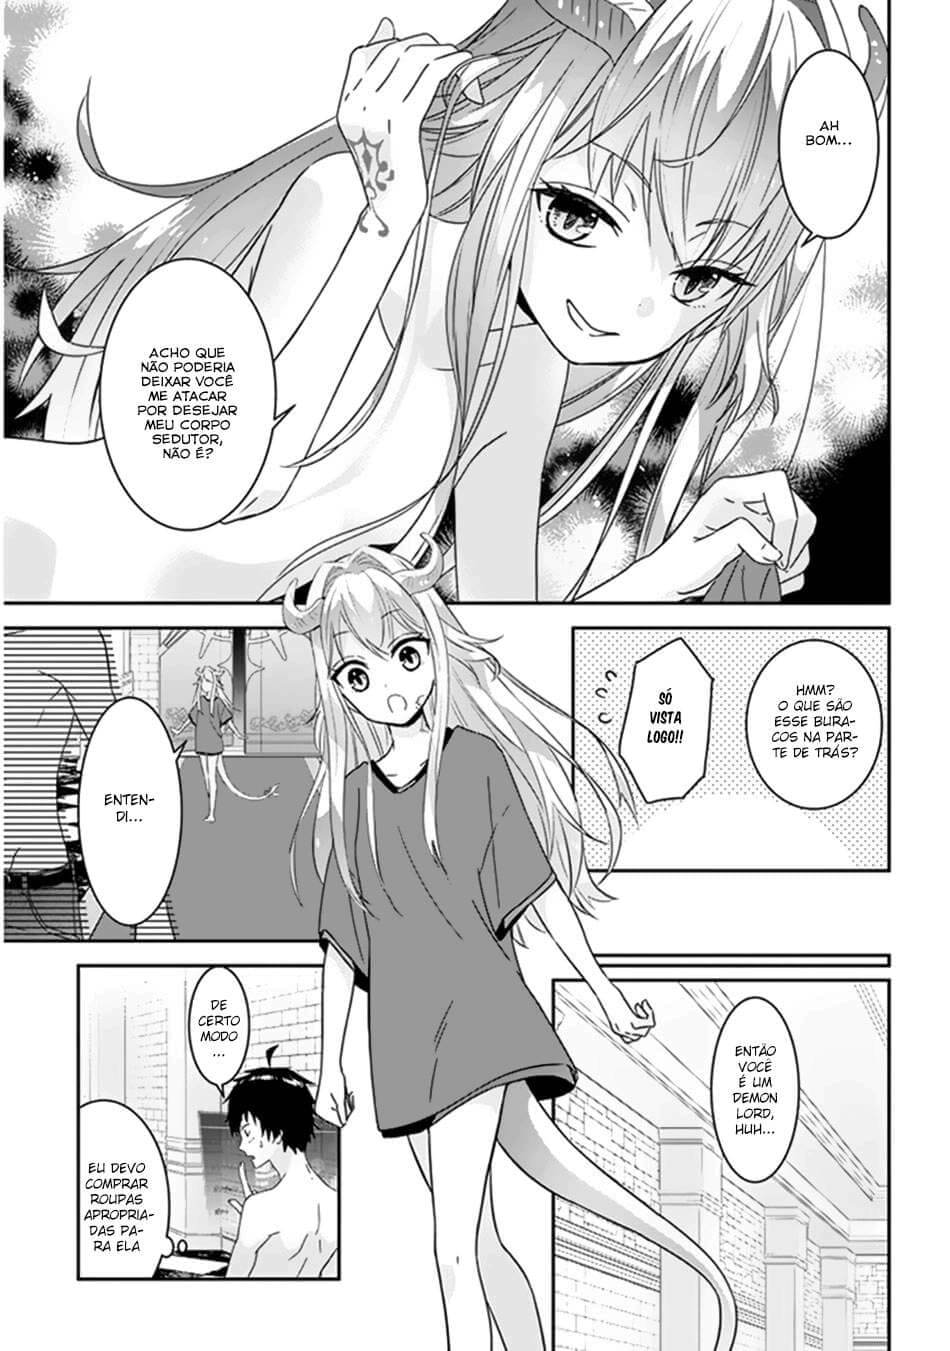 AH
BOM...
ACHO QUE
NÃO PODERIA
DEIXAR VOCÊ
ME ATACAR
POR DESEJAR
MEU CORPO
SEDUTOR,
NÃO É?
HMM?
O QUE SÃO
ESSE BURA-
COS NA PAR-
TE DE TRÁS?
SÓ
VISTA
LOGO!!
ENTEN-
DI...
ENTÃO
VOCÊ
É UM
DEMON
LORD,
HUH...
DE
CERTO
MODO
...
EU DEVO
COMPRAR
ROUPAS
APROPRIA-
DAS PA-
RA ELA